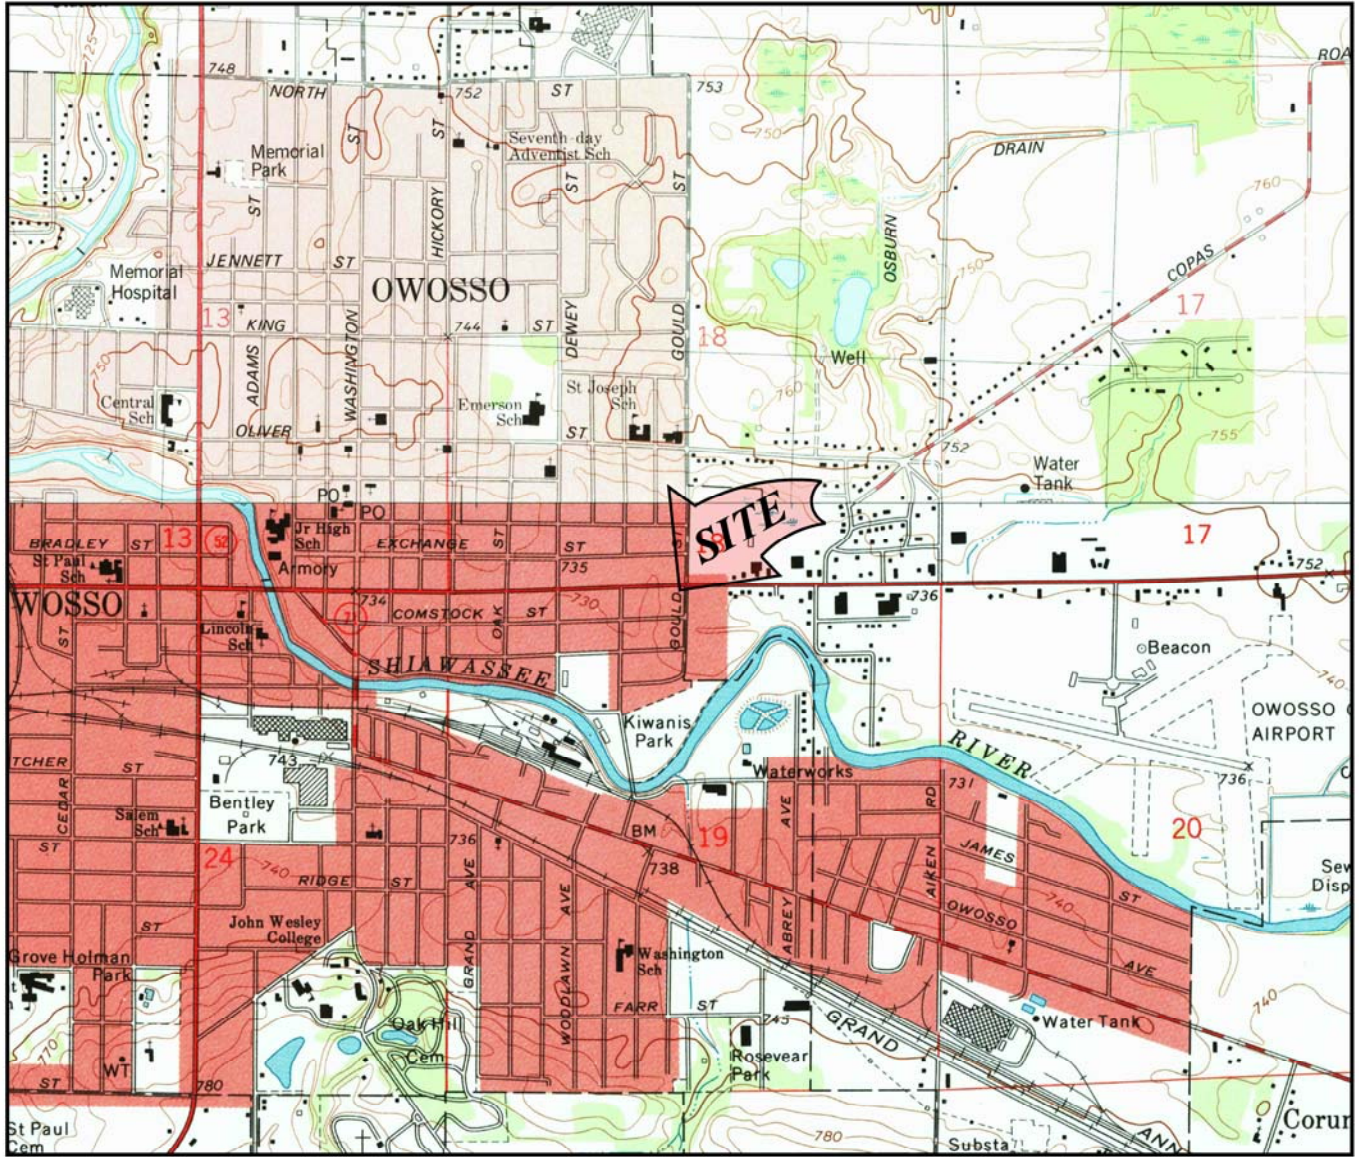 725
748
NORTH
ST
752
ST
753
ROA
Seventh-day
Adventist Sch
750
DRAIN
Memorial
Park
ST
ST
ST
HICKORY
760
OSBURN
JENNETT
ST
COPAS
750
Memorial
Hospital
OWOSSO
13
KING
744
ST
DEWEY
GOULD
18
17
WASHINGTON
ADAMS
Well
750
Central
Sch
Emerson
Sch
St Joseph
Sch
760
OLIVER
ST
752
755
Water
Tank
PO
PO
SITE
BRADLEY
ST
13
52
Jr High
Sch
EXCHANGE
ST
ST
ST
18
17
St Paul
Sch
Armory
735
752
WOSSO
734
COMSTOCK
ST
730
GOULD
736
71
OAK
Lincoln
Sch
ST
Beacon
SHIAWASSEE
740
Kiwanis
Park
RIVER
OWOSSO C
AIRPORT
TCHER
ST
743
Waterworks
731
736
CEDAR
Bentley
Park
AVE
RD
Salem
Sch
736
BM
19
20
ST
24
740
738
JAMES
Sew
Disp
RIDGE
ST
AVE
AVE
AIKEN
ST
740
OWOSSO
ST
John Wesley
College
ABREY
AVE
Grove Holman
Park
GRAND
WOODLAWN
Washington
Sch
t
FARR
ST
740
Oak Hill
Cem
745
GRAND
Water Tank
770
WT
Rosevear
Park
ST
780
St Paul
Cem
780
Substa
ANN
Corun